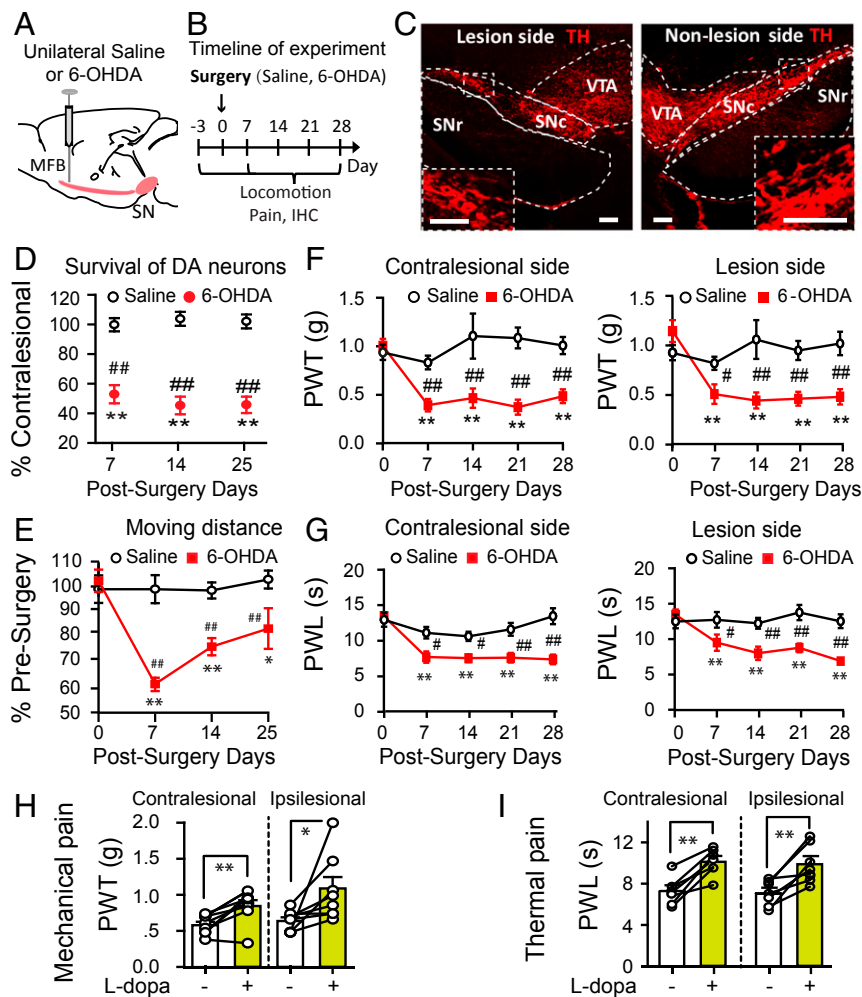 A
Unilateral Saline
or 6-OHDA
MFB
SN
B
Timeline of experiment
Surgery (Saline, 6-OHDA)
-3 0 7 14 21 28
Day
Locomotion
Pain, IHC
C
Lesion side TH
VTA
SNc
SNr
Non-lesion side TH
VTA
SNc
SNr
D
Survival of DA neurons
Saline 6-OHDA
% Contralesional
120
100
80
60
40
20
## ## ##
** ** **
7 14 25
Post-Surgery Days
F
Contralesional side
Saline 6-OHDA
PWT (g)
1.5
1.0
0.5
0.0
## ## ## ##
** ** ** **
0 7 14 21 28
Post-Surgery Days
Lesion side
Saline 6-OHDA
PWT (g)
1.5
1.0
0.5
0.0
# ## ## ##
** ** ** **
0 7 14 21 28
Post-Surgery Days
E
Moving distance
Saline 6-OHDA
% Pre-Surgery
110
100
90
80
70
60
50
## ## ##
** ** *
0 7 14 25
Post-Surgery Days
G
Contralesional side
Saline 6-OHDA
PWL (s)
20
15
10
5
0
# # ## ##
** ** ** **
0 7 14 21 28
Post-Surgery Days
Lesion side
Saline 6-OHDA
PWL (s)
20
15
10
5
0
# ## ## ##
** ** ** **
0 7 14 21 28
Post-Surgery Days
H
Mechanical pain
Contralesional Ipsilesional
PWT (g)
2.0
1.5
1.0
.5
.0
** *
L-dopa - + - +
I
Thermal pain
Contralesional Ipsilesional
PWL (s)
12
8
4
0
** **
L-dopa - + - +